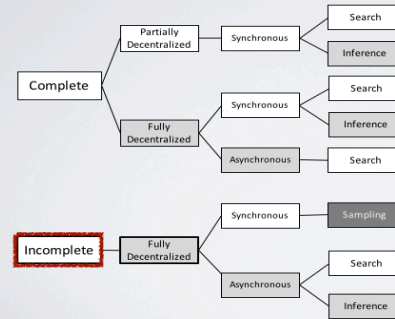 Complete
Partially
Decentralized
Synchronous
Search
Inference
Fully
Decentralized
Synchronous
Search
Inference
Asynchronous
Search
Incomplete
Fully
Decentralized
Synchronous
Sampling
Asynchronous
Search
Inference